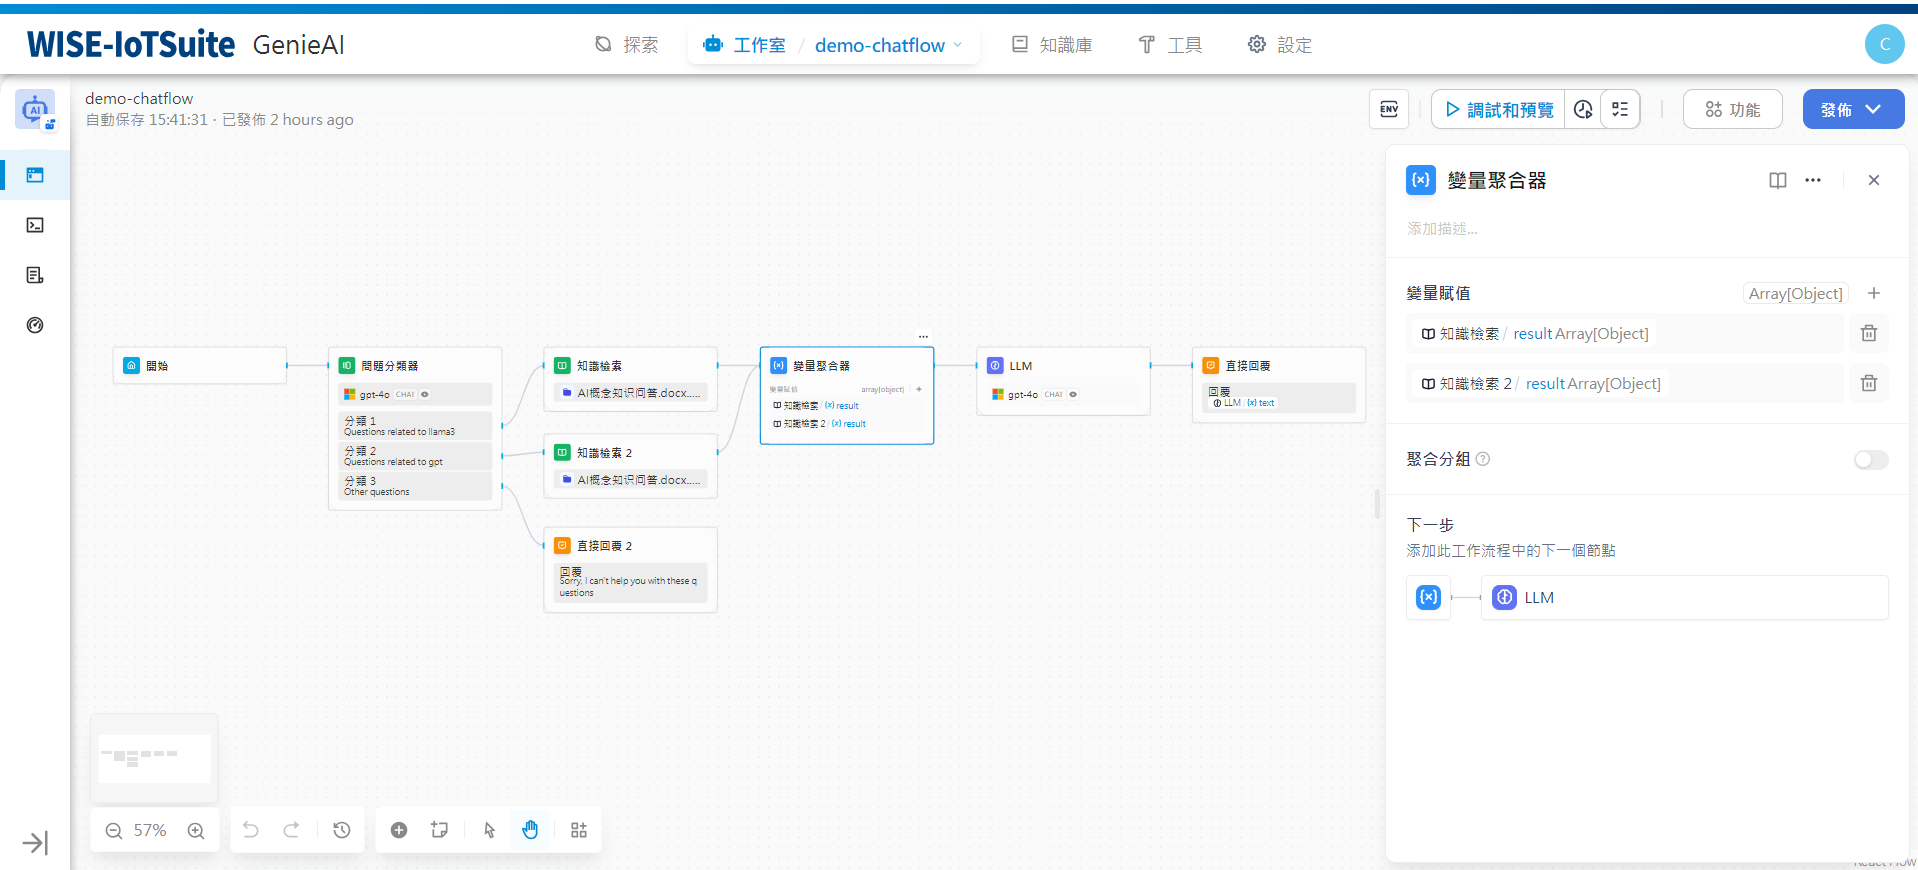 WISE-IoTSuite GenieAI
探索
工作室 / demo-chatflow
知識庫
工具
設定
C
demo-chatflow
自動保存 15:41:31 · 已發佈 2 hours ago
ENV
調試和預覽
功能
發佈
開始
問題分類器
gpt-4o CHAT
分類 1
Questions related to llama3
分類 2
Questions related to gpt
分類 3
Other questions
知識檢索
AI概念知识问答.docx.....
知識檢索 2
AI概念知识问答.docx.....
直接回覆 2
回覆
Sorry, I can't help you with these q
uestions
變量聚合器
變量賦值 array[object] +
知識檢索 / {x} result
知識檢索 2 / {x} result
LLM
gpt-4o CHAT
直接回覆
回覆
LLM / {x} text
{x} 變量聚合器
添加描述...
變量賦值 Array[Object] +
知識檢索 / result Array[Object]
知識檢索 2 / result Array[Object]
聚合分組
下一步
添加此工作流程中的下一個節點
{x} LLM
57%
React Flow